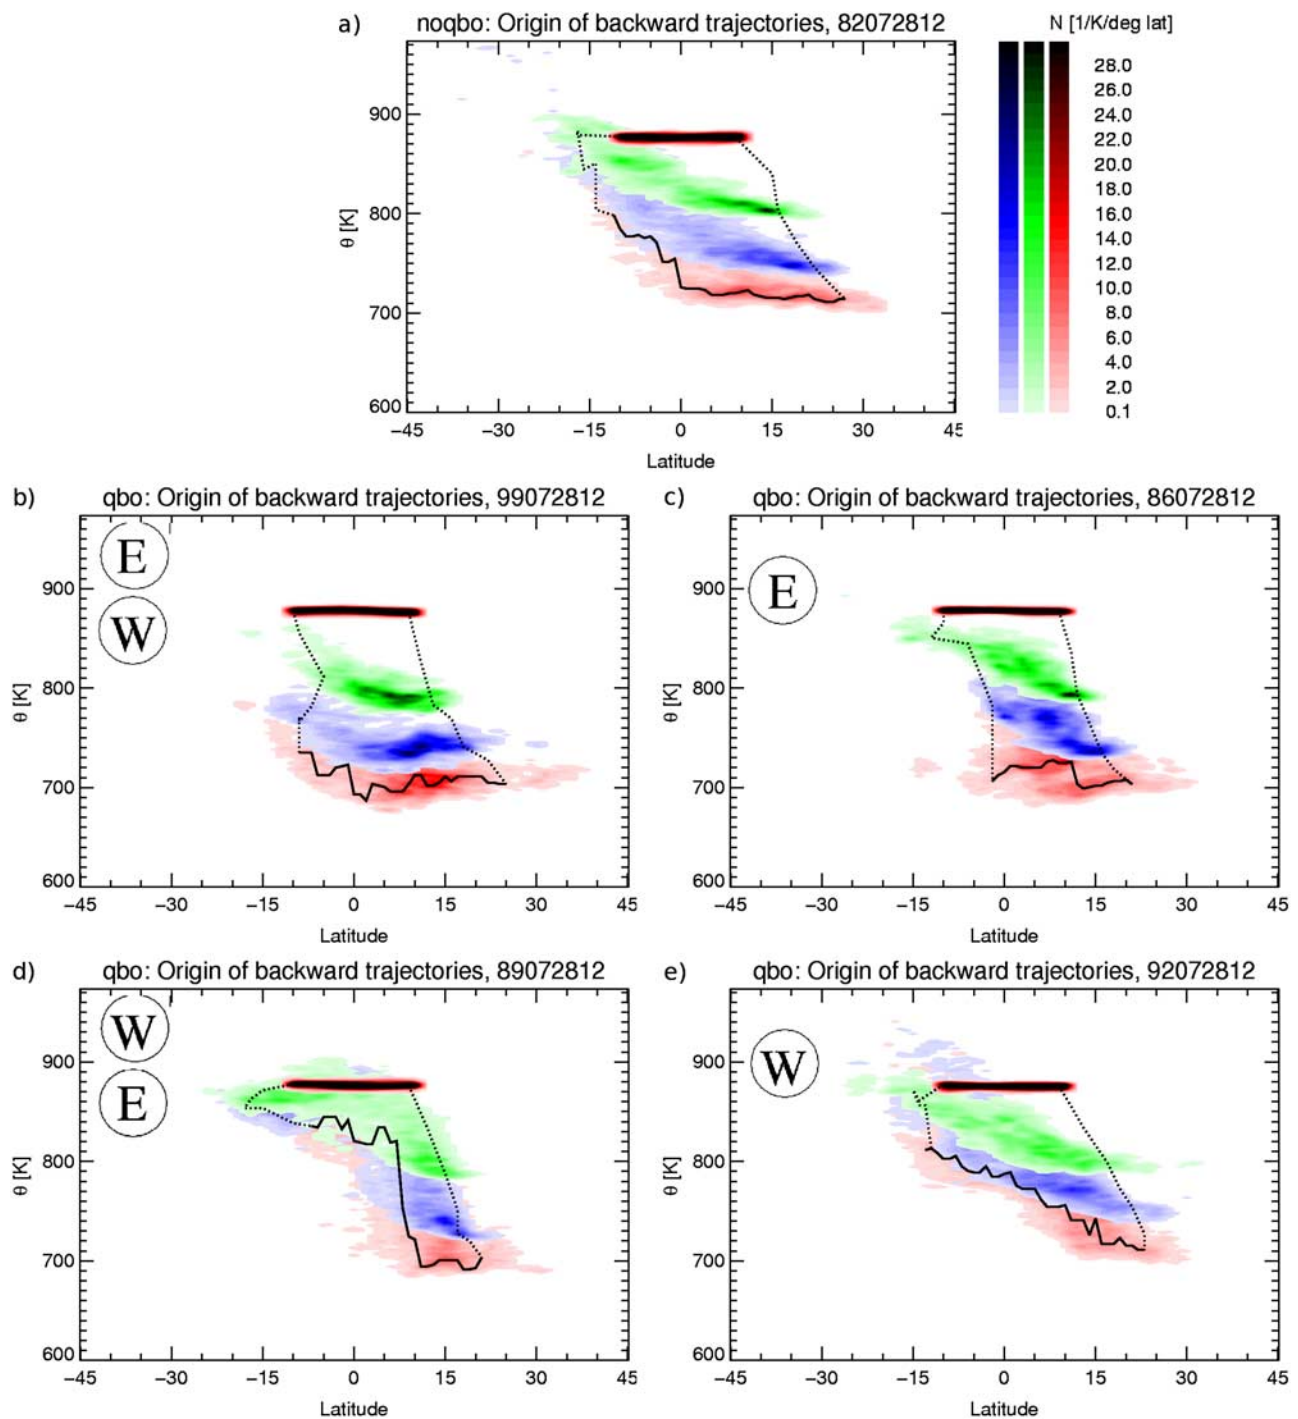 a) noqbo: Origin of backward trajectories, 82072812
N [1/K/deg lat]
28.0
26.0
24.0
22.0
20.0
18.0
16.0
14.0
12.0
10.0
8.0
6.0
4.0
2.0
0.1
900
800
700
600
θ [K]
-45 -30 -15 0 15 30 45
Latitude
b) qbo: Origin of backward trajectories, 99072812
E
W
900
800
700
600
θ [K]
-45 -30 -15 0 15 30 45
Latitude
c) qbo: Origin of backward trajectories, 86072812
E
900
800
700
600
θ [K]
-45 -30 -15 0 15 30 45
Latitude
d) qbo: Origin of backward trajectories, 89072812
W
E
900
800
700
600
θ [K]
-45 -30 -15 0 15 30 45
Latitude
e) qbo: Origin of backward trajectories, 92072812
W
900
800
700
600
θ [K]
-45 -30 -15 0 15 30 45
Latitude